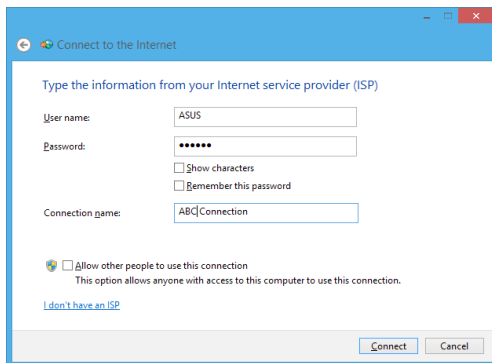 Connect to the Internet
Type the information from your Internet service provider (ISP)
User name: ASUS
Password: ••••••
Show characters
Remember this password
Connection name: ABC Connection
Allow other people to use this connection
This option allows anyone with access to this computer to use this connection.
I don't have an ISP
Connect Cancel